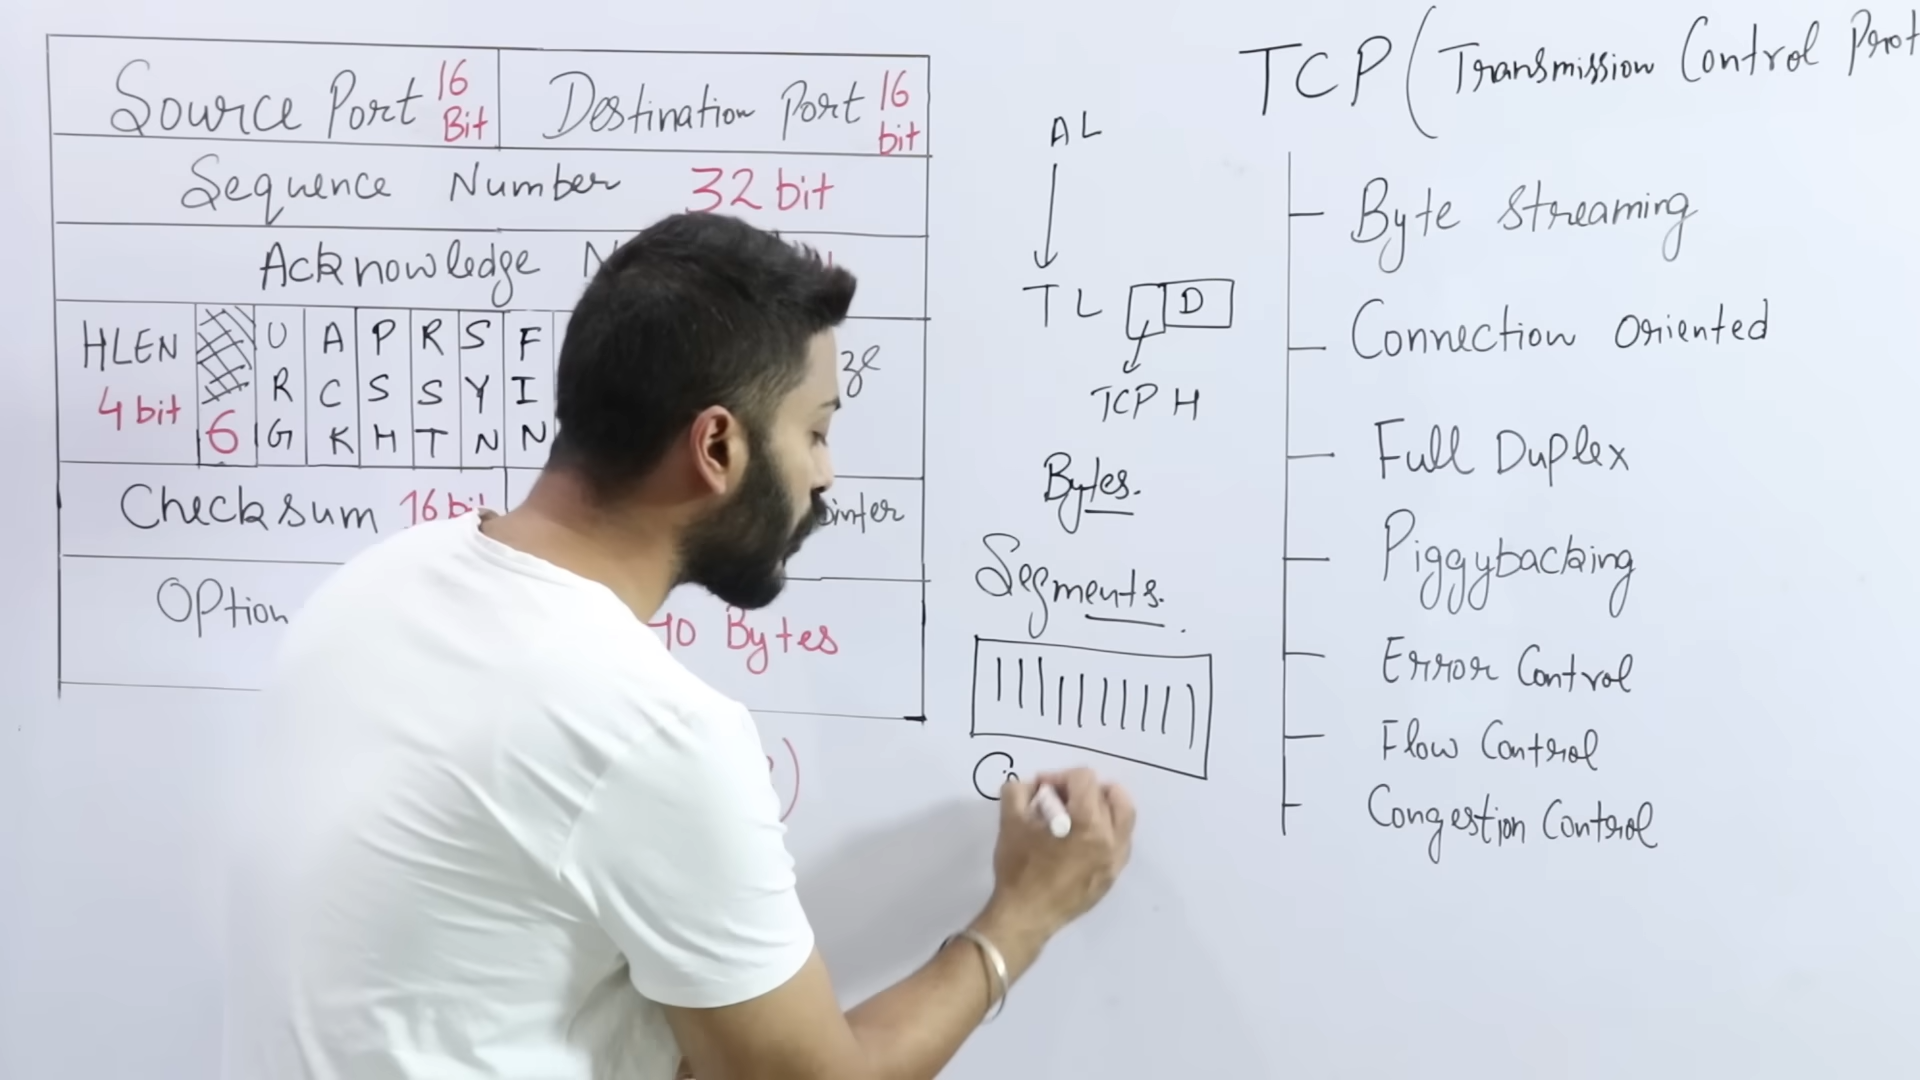 Source Port 16 Bit
Destination Port 16 bit
Sequence Number 32 bit
Acknowledge
HLEN 4 bit
6
URG
ACK
PSH
RST
SYN
FIN
Checksum 16
Option
Bytes
AL
TL
D
TCP H
Bytes.
Segments.
TCP (Transmission Control
Byte Streaming
Connection Oriented
Full Duplex
Piggybacking
Error Control
Flow Control
Congestion Control